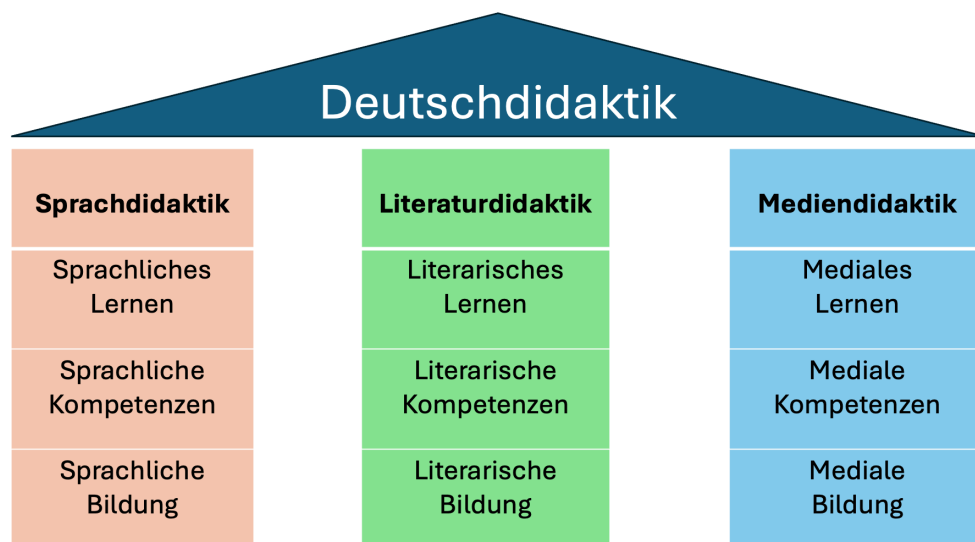 Deutschdidaktik
Sprachdidaktik
Sprachliches
Lernen
Sprachliche
Kompetenzen
Sprachliche
Bildung
Literaturdidaktik
Literarisches
Lernen
Literarische
Kompetenzen
Literarische
Bildung
Mediendidaktik
Mediales
Lernen
Mediale
Kompetenzen
Mediale
Bildung